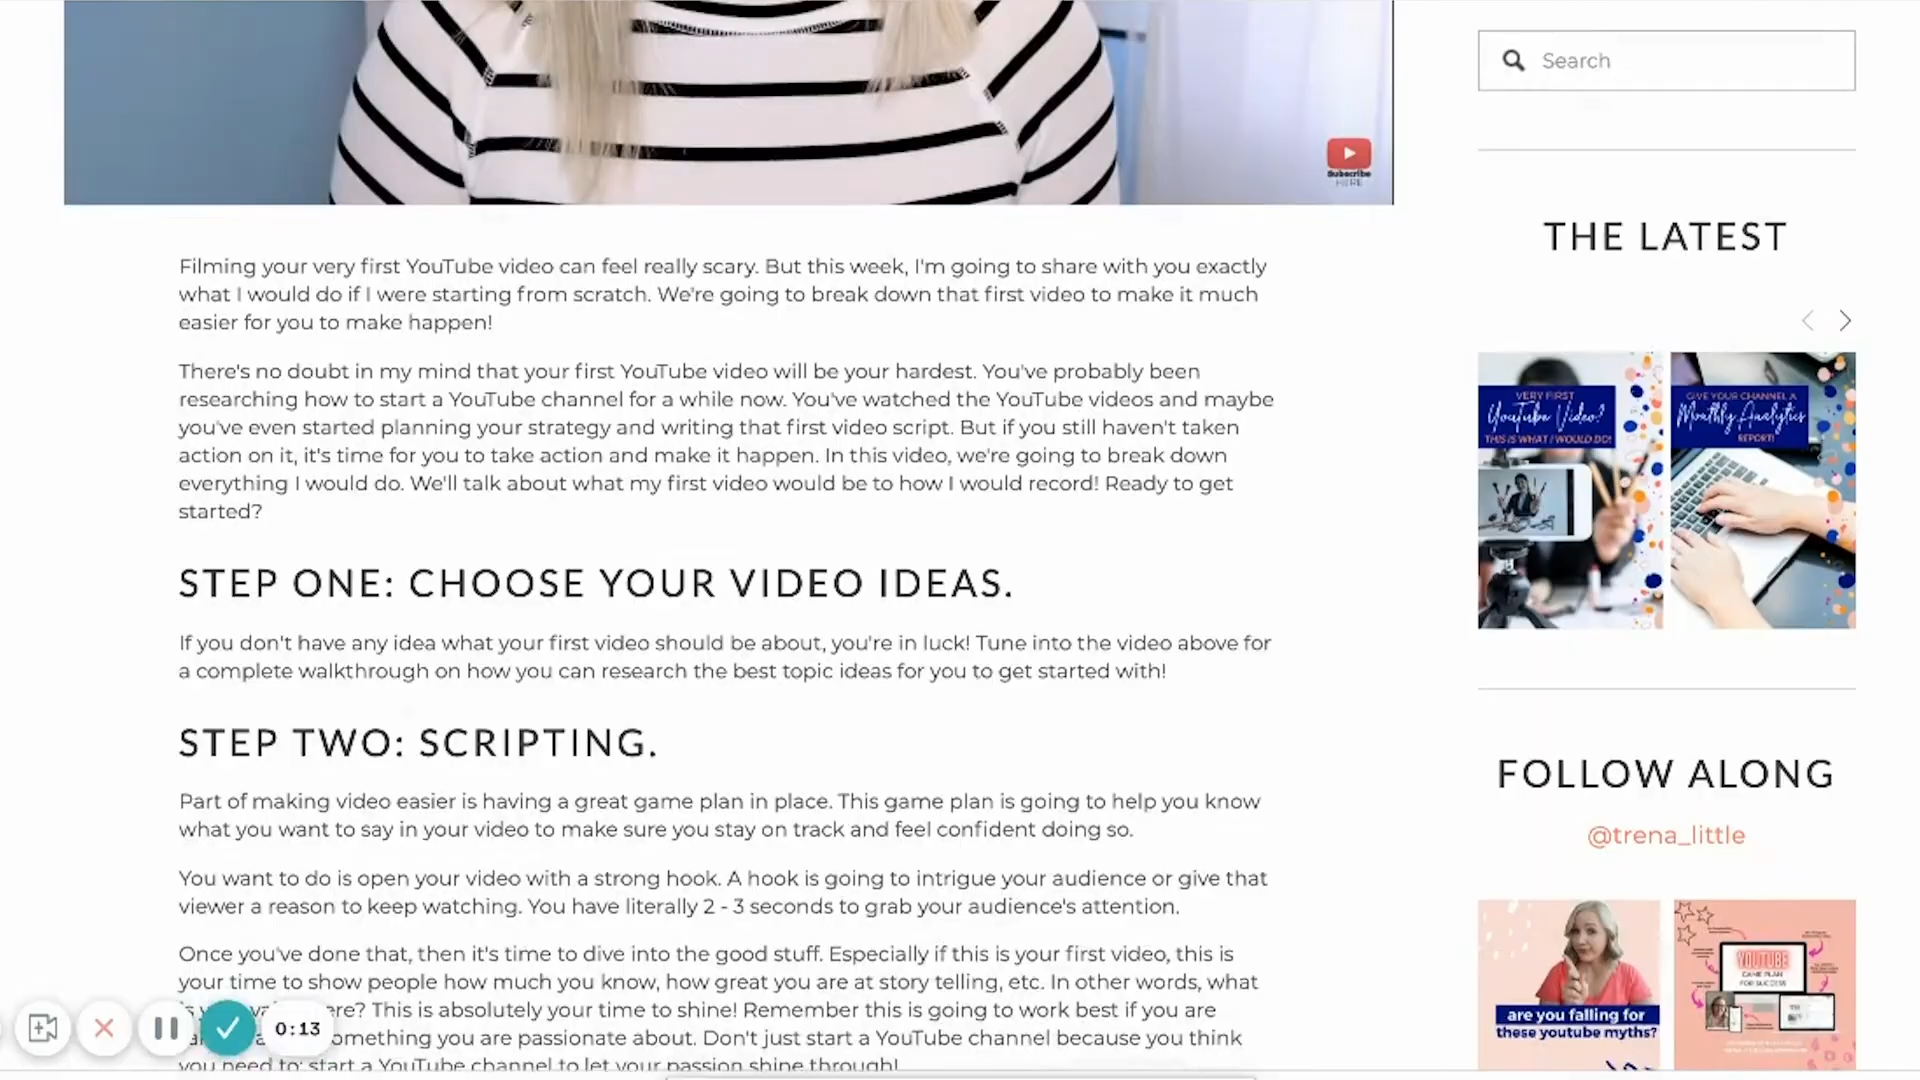 Search
Subscribe
HERE
THE LATEST
Filming your very first YouTube video can feel really scary. But this week, I'm going to share with you exactly
what I would do if I were starting from scratch. We're going to break down that first video to make it much
easier for you to make happen!
There's no doubt in my mind that your first YouTube video will be your hardest. You've probably been
researching how to start a YouTube channel for a while now. You've watched the YouTube videos and maybe
you've even started planning your strategy and writing that first video script. But if you still haven't taken
action on it, it's time for you to take action and make it happen. In this video, we're going to break down
everything I would do. We'll talk about what my first video would be to how I would record! Ready to get
started?
VERY FIRST
YouTube Video?
THIS IS WHAT I WOULD DO!
GIVE YOUR CHANNEL A
Monthly Analytics
REPORT!
STEP ONE: CHOOSE YOUR VIDEO IDEAS.
If you don't have any idea what your first video should be about, you're in luck! Tune into the video above for
a complete walkthrough on how you can research the best topic ideas for you to get started with!
STEP TWO: SCRIPTING.
Part of making video easier is having a great game plan in place. This game plan is going to help you know
what you want to say in your video to make sure you stay on track and feel confident doing so.
You want to do is open your video with a strong hook. A hook is going to intrigue your audience or give that
viewer a reason to keep watching. You have literally 2 - 3 seconds to grab your audience's attention.
Once you've done that, then it's time to dive into the good stuff. Especially if this is your first video, this is
your time to show people how much you know, how great you are at story telling, etc. In other words, what
This is absolutely your time to shine! Remember this is going to work best if you are
something you are passionate about. Don't just start a YouTube channel because you think
you need to; start a YouTube channel to let your passion shine through!
0:13
FOLLOW ALONG
@trena_little
are you falling for
these youtube myths?
YOUTUBE
GAME PLAN
FOR SUCCESS